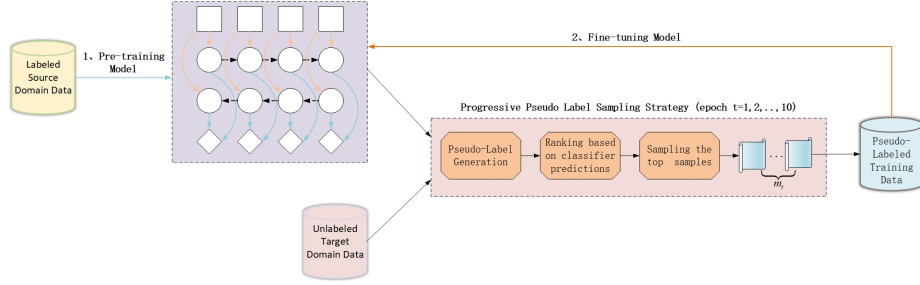 Labeled
Source
Domain Data
1、Pre-training
Model
2、Fine-tuning Model
Progressive Pseudo Label Sampling Strategy (epoch t=1,2,..,10)
Pseudo-Label
Generation
Ranking based
on classifier
predictions
Sampling the
top samples
...
m_t
Pseudo-
Labeled
Training
Data
Unlabeled
Target
Domain Data